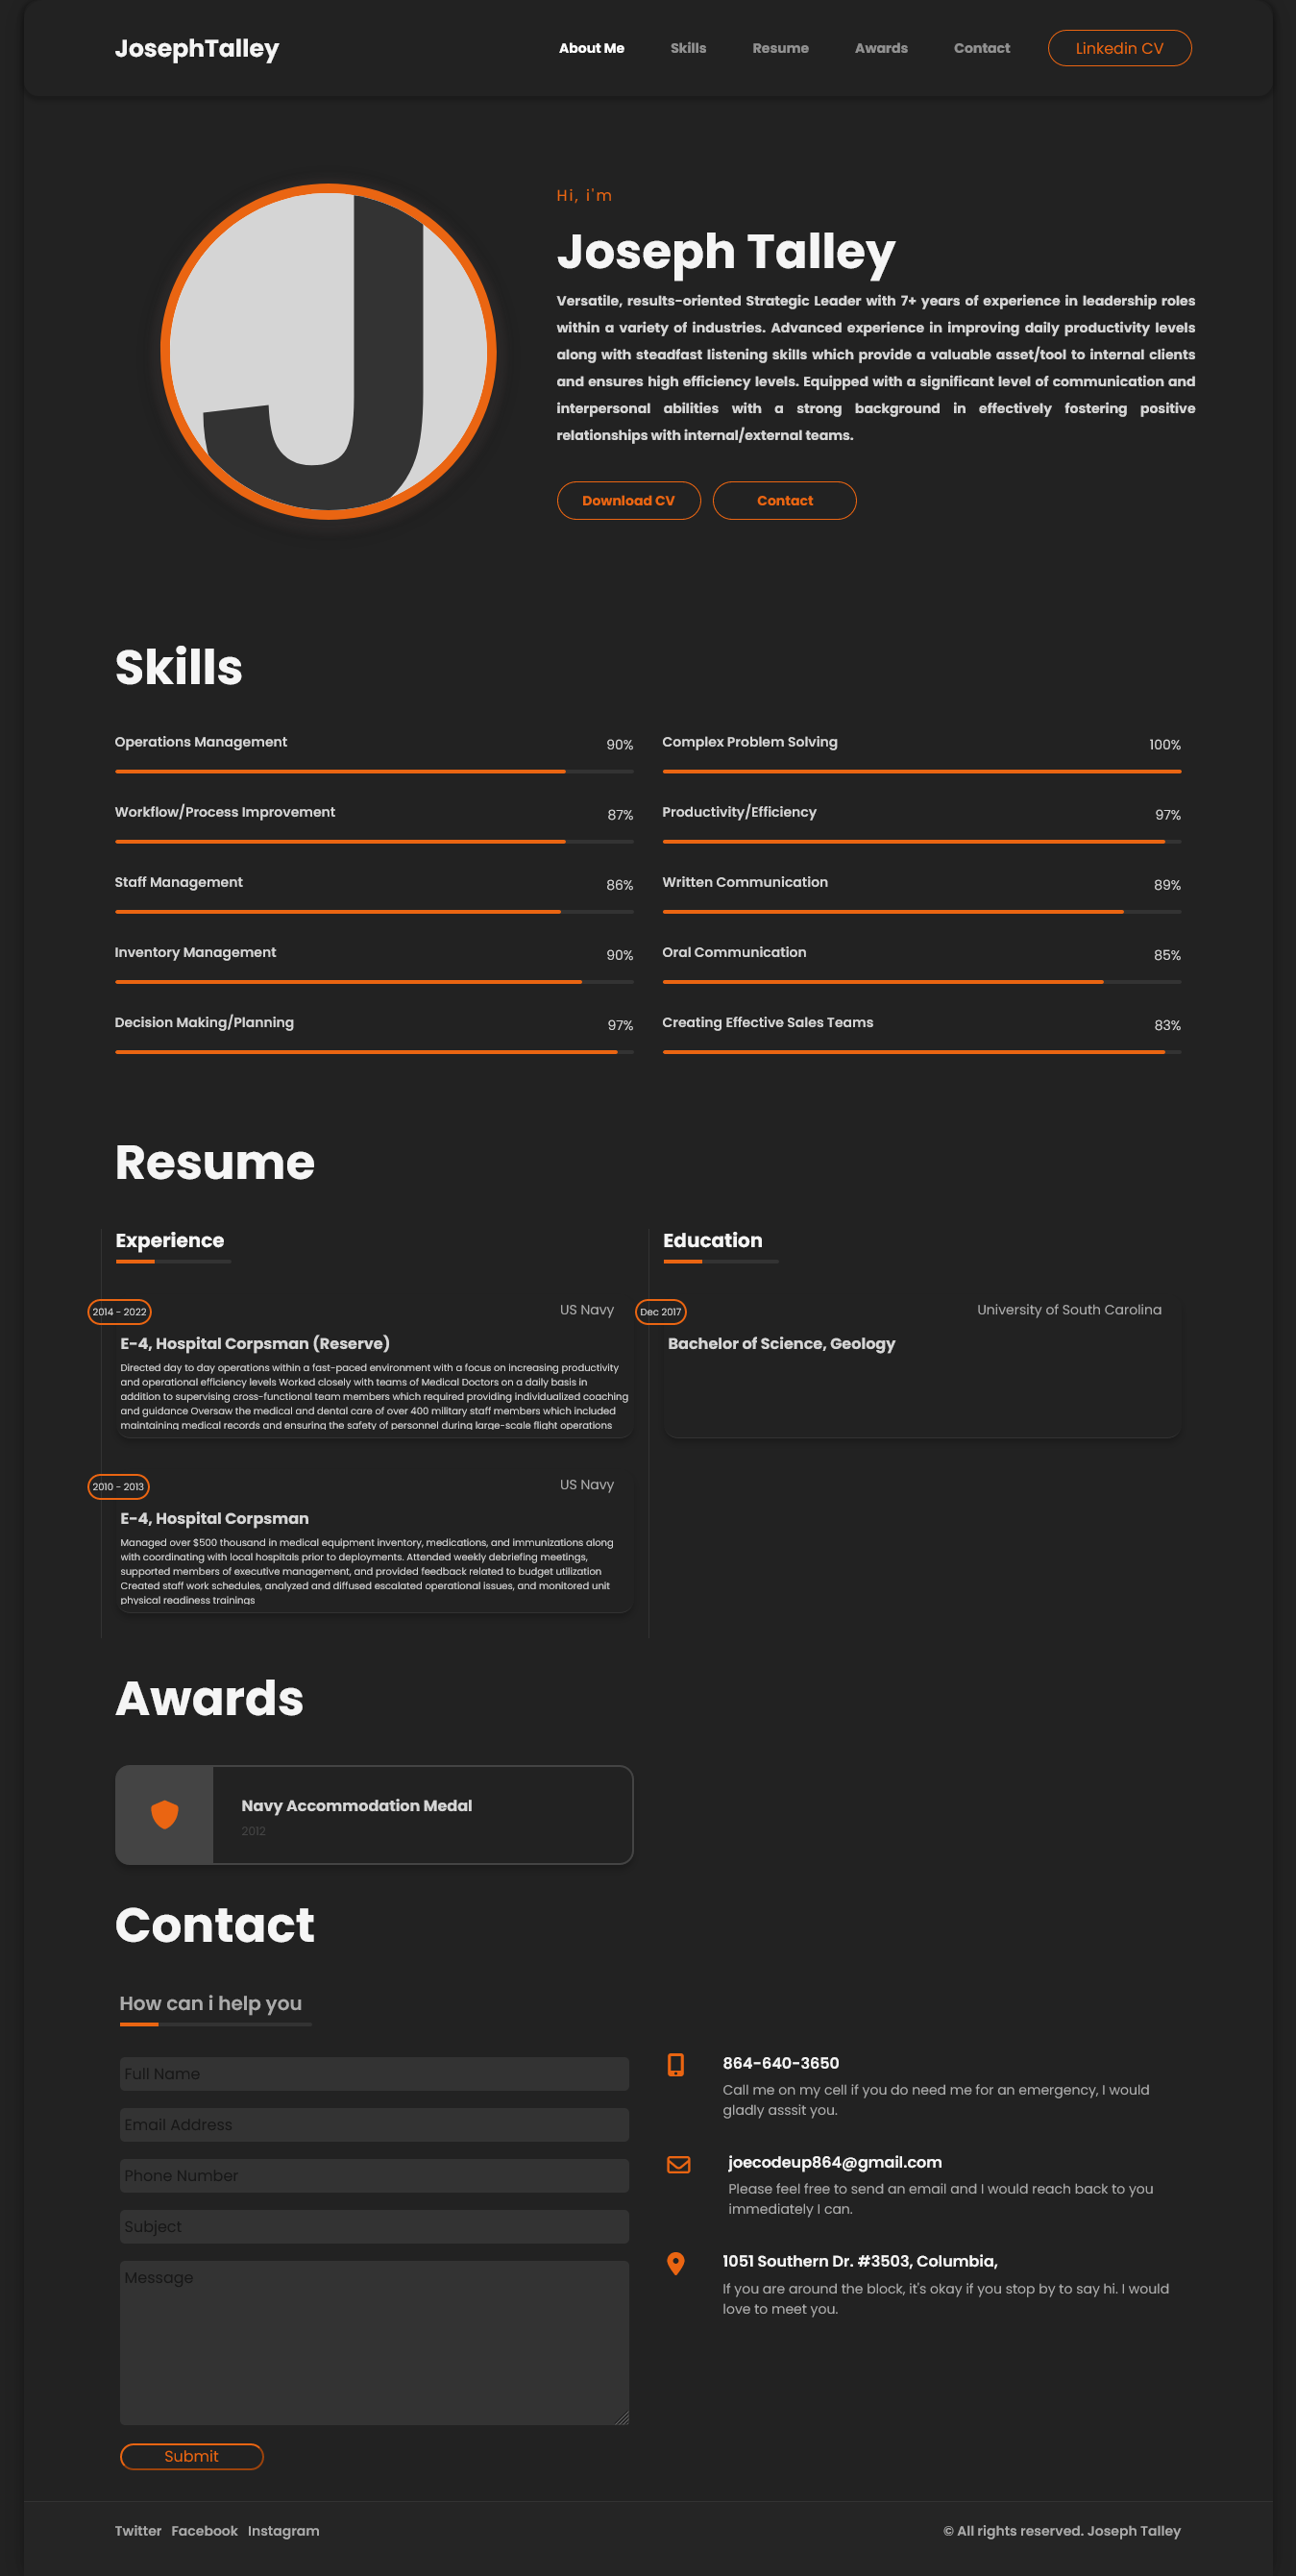 JosephTalley
About Me
Skills
Resume
Awards
Contact
Linkedin CV
J
Hi, i'm
Joseph Talley
Versatile, results-oriented Strategic Leader with 7+ years of experience in leadership roles
within a variety of industries. Advanced experience in improving daily productivity levels
along with steadfast listening skills which provide a valuable asset/tool to internal clients
and ensures high efficiency levels. Equipped with a significant level of communication and
interpersonal abilities with a strong background in effectively fostering positive
relationships with internal/external teams.
Download CV
Contact
Skills
Operations Management
90%
Complex Problem Solving
100%
Workflow/Process Improvement
87%
Productivity/Efficiency
97%
Staff Management
86%
Written Communication
89%
Inventory Management
90%
Oral Communication
85%
Decision Making/Planning
97%
Creating Effective Sales Teams
83%
Resume
Experience
2014 - 2022
US Navy
E-4, Hospital Corpsman (Reserve)
Directed day to day operations within a fast-paced environment with a focus on increasing productivity
and operational efficiency levels Worked closely with teams of Medical Doctors on a daily basis in
addition to supervising cross-functional team members which required providing individualized coaching
and guidance Oversaw the medical and dental care of over 400 military staff members which included
maintaining medical records and ensuring the safety of personnel during large-scale flight operations
2010 - 2013
US Navy
E-4, Hospital Corpsman
Managed over $500 thousand in medical equipment inventory, medications, and immunizations along
with coordinating with local hospitals prior to deployments. Attended weekly debriefing meetings,
supported members of executive management, and provided feedback related to budget utilization
Created staff work schedules, analyzed and diffused escalated operational issues, and monitored unit
physical readiness trainings
Education
Dec 2017
University of South Carolina
Bachelor of Science, Geology
Awards
Navy Accommodation Medal
2012
Contact
How can i help you
Full Name
Email Address
Phone Number
Subject
Message
Submit
864-640-3650
Call me on my cell if you do need me for an emergency, I would
gladly asssit you.
joecodeup864@gmail.com
Please feel free to send an email and I would reach back to you
immediately I can.
1051 Southern Dr. #3503, Columbia,
If you are around the block, it's okay if you stop by to say hi. I would
love to meet you.
Twitter
Facebook
Instagram
© All rights reserved. Joseph Talley